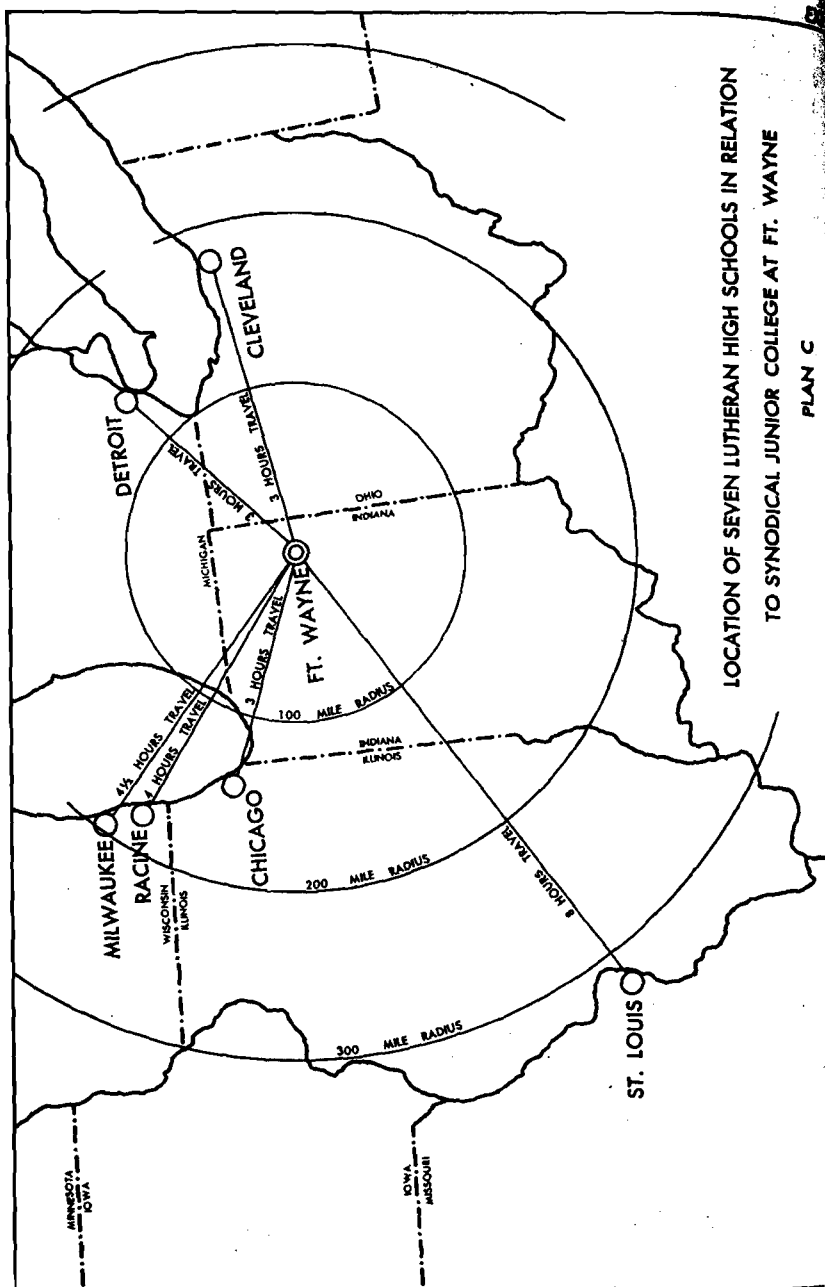 MINNESOTA
IOWA
IOWA
MISSOURI
MILWAUKEE
RACINE
WISCONSIN
ILLINOIS
CHICAGO
ST. LOUIS
300 MILE RADIUS
200 MILE RADIUS
100 MILE RADIUS
4½ HOURS TRAVEL
4 HOURS TRAVEL
3 HOURS TRAVEL
8 HOURS TRAVEL
INDIANA
ILLINOIS
FT. WAYNE
MICHIGAN
OHIO
INDIANA
DETROIT
3 HOURS TRAVEL
3 HOURS TRAVEL
CLEVELAND
LOCATION OF SEVEN LUTHERAN HIGH SCHOOLS IN RELATION
TO SYNODICAL JUNIOR COLLEGE AT FT. WAYNE
PLAN C